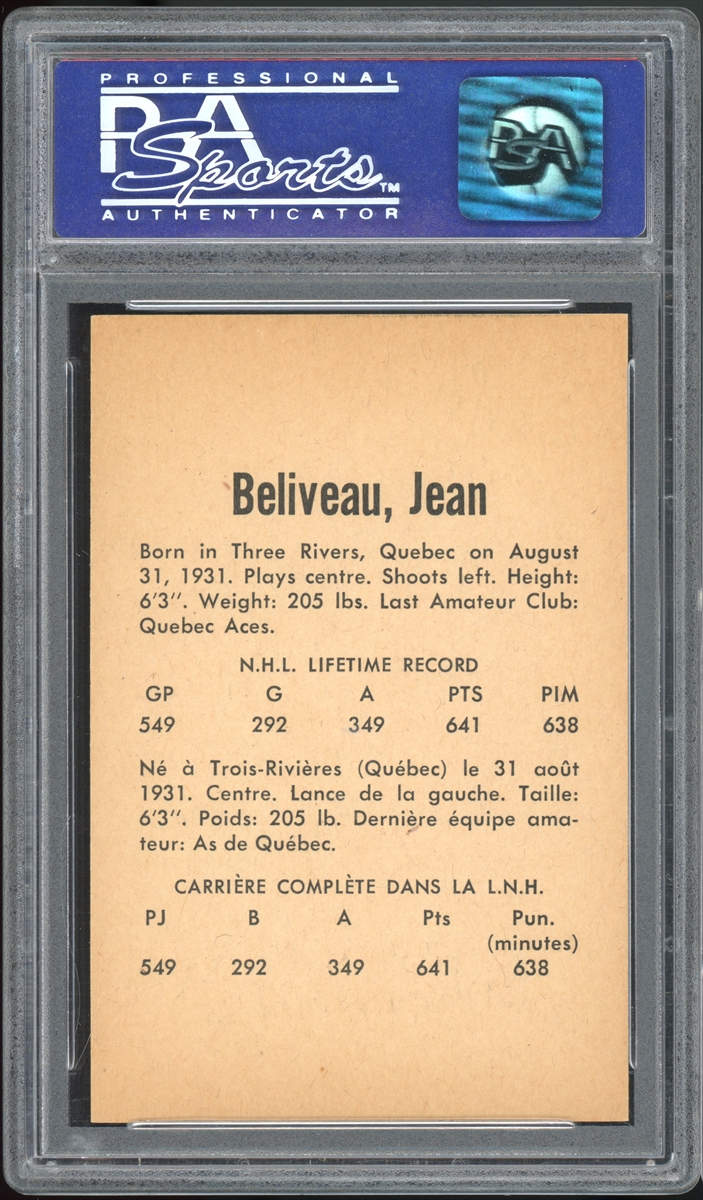 PROFESSIONAL
PSA
Sports™
AUTHENTICATOR
PSA
Beliveau, Jean
Born in Three Rivers, Quebec on August
31, 1931. Plays centre. Shoots left. Height:
6'3". Weight: 205 lbs. Last Amateur Club:
Quebec Aces.
N.H.L. LIFETIME RECORD
GP G A PTS PIM
549 292 349 641 638
Né à Trois-Rivières (Québec) le 31 août
1931. Centre. Lance de la gauche. Taille:
6'3". Poids: 205 lb. Dernière équipe ama-
teur: As de Québec.
CARRIÈRE COMPLÈTE DANS LA L.N.H.
PJ B A Pts Pun.
(minutes)
549 292 349 641 638